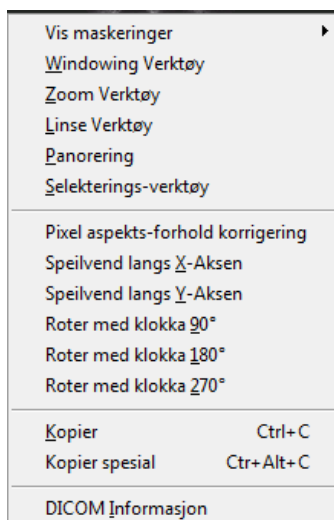 Vis maskeringer
Windowing Verktøy
Zoom Verktøy
Linse Verktøy
Panorering
Selekterings-verktøy
Pixel aspekts-forhold korrigering
Speilvend langs X-Aksen
Speilvend langs Y-Aksen
Roter med klokka 90°
Roter med klokka 180°
Roter med klokka 270°
Kopier Ctrl+C
Kopier spesial Ctr+Alt+C
DICOM Informasjon